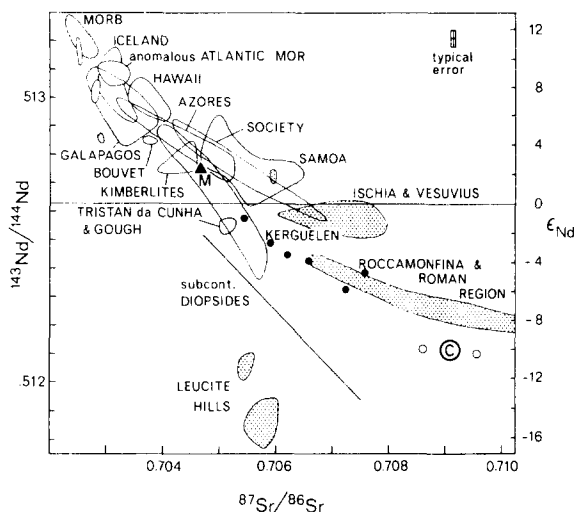 MORB
ICELAND
anomalous ATLANTIC MOR
HAWAII
AZORES
SOCIETY
SAMOA
GALAPAGOS
BOUVET
KIMBERLITES
M
ISCHIA & VESUVIUS
TRISTAN da CUNHA
& GOUGH
KERGUELEN
ROCCAMONFINA &
ROMAN
REGION
subcont.
DIOPSIDES
LEUCITE
HILLS
C
typical
error
.513
.512
143Nd/144Nd
12
8
4
0
-4
-8
-12
-16
εNd
0.704
0.706
0.708
0.710
87Sr/86Sr